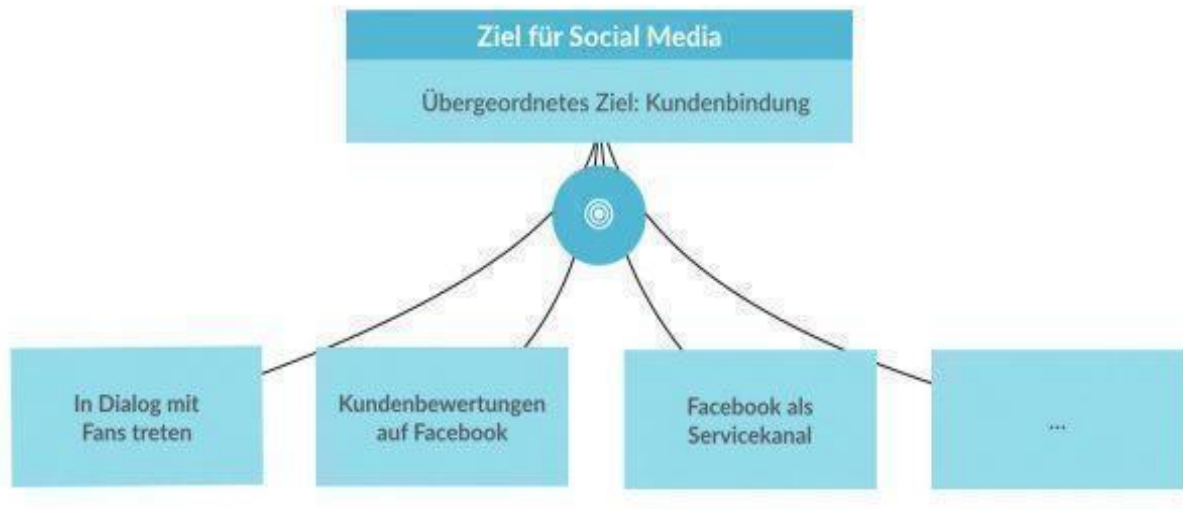 Ziel für Social Media
Übergeordnetes Ziel: Kundenbindung
In Dialog mit
Fans treten
Kundenbewertungen
auf Facebook
Facebook als
Servicekanal
...